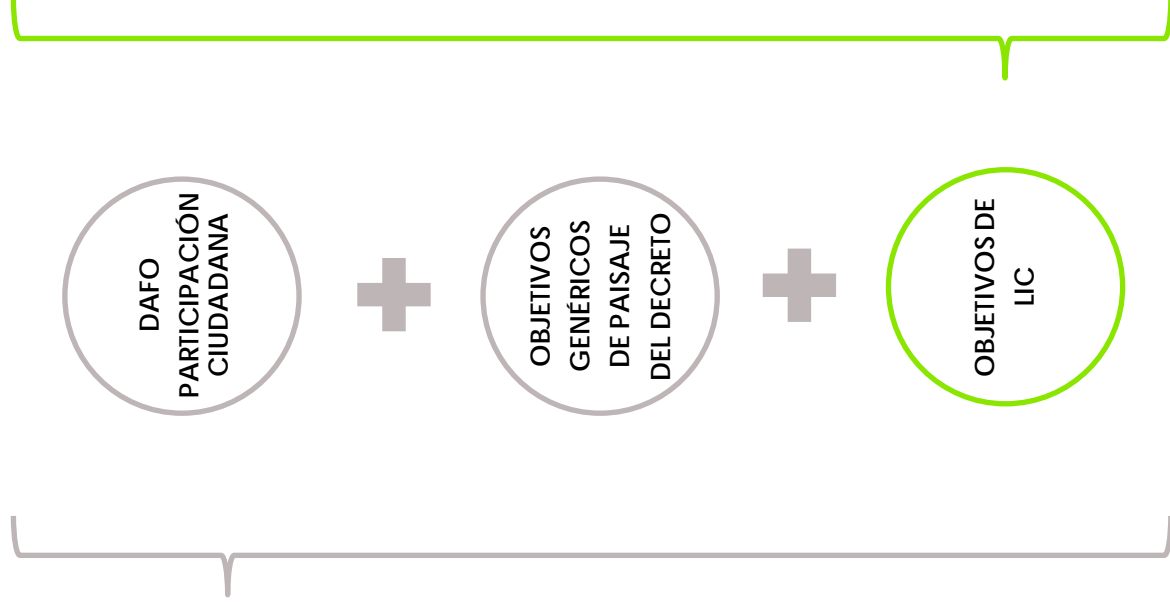 DAFO
PARTICIPACIÓN
CIUDADANA
OBJETIVOS
GENÉRICOS
DE PAISAJE
DEL DECRETO
OBJETIVOS DE
LIC